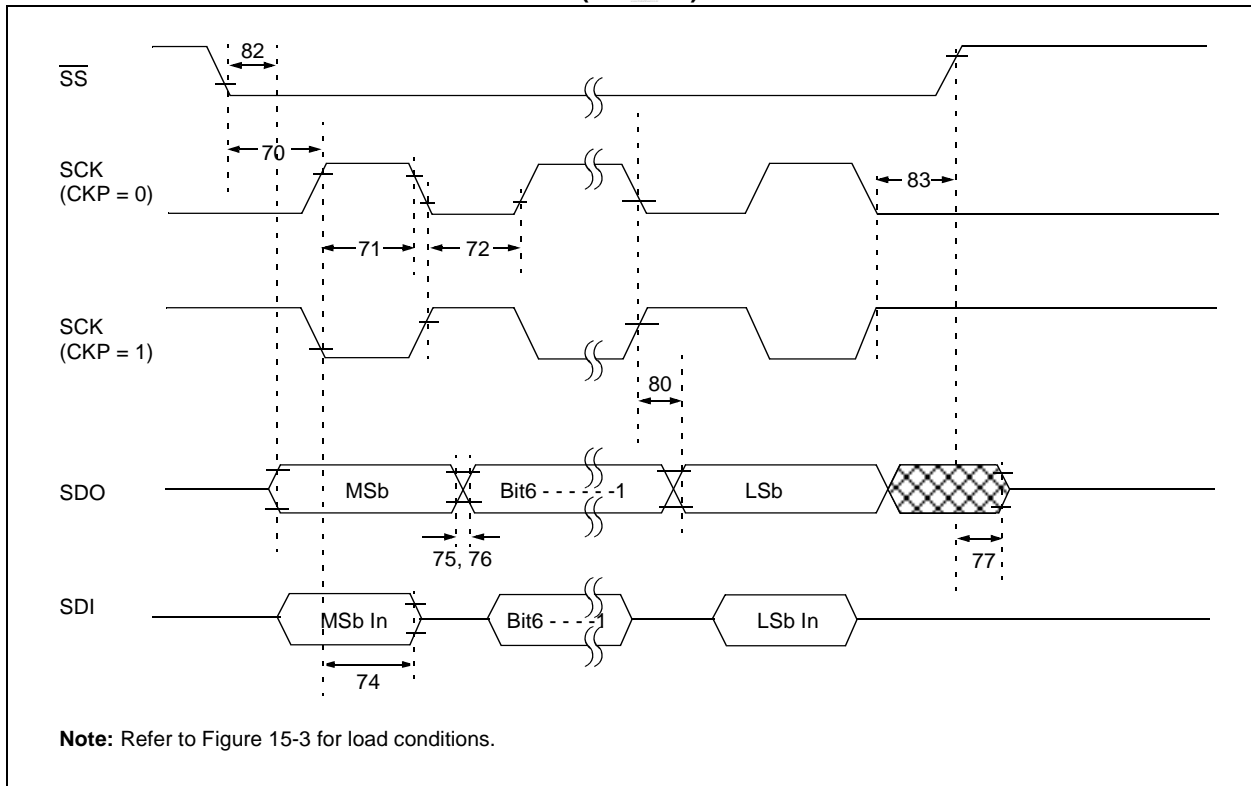 82
SS
70
SCK
(CKP = 0)
83
71
72
SCK
(CKP = 1)
80
SDO
MSb
Bit6 - - - - - -1
LSb
75, 76
77
SDI
MSb In
Bit6 - - - -1
LSb In
74
Note: Refer to Figure 15-3 for load conditions.